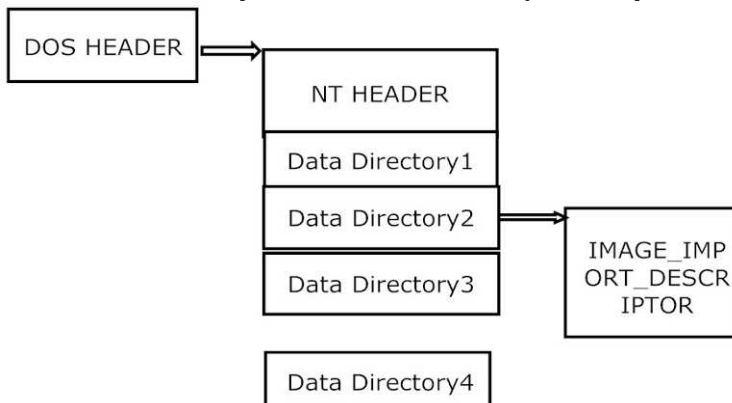 DOS HEADER
NT HEADER
Data Directory1
Data Directory2
Data Directory3
Data Directory4
IMAGE_IMP
ORT_DESCR
IPTOR